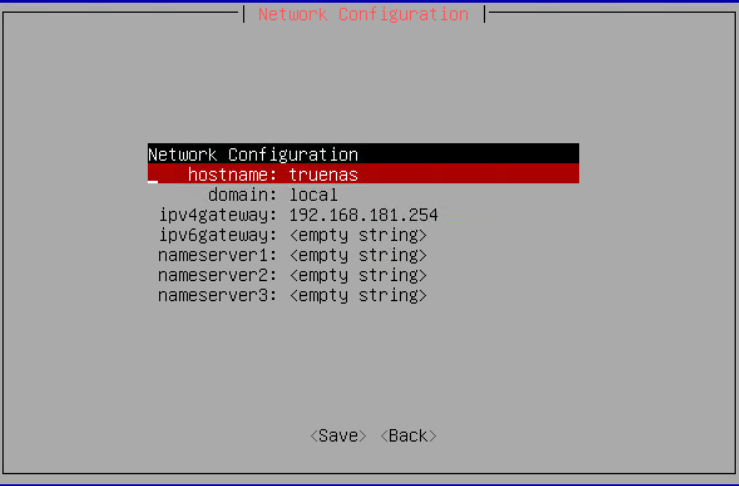 Network Configuration
Network Configuration
hostname: truenas
domain: local
ipv4gateway: 192.168.181.254
ipv6gateway: <empty string>
nameserver1: <empty string>
nameserver2: <empty string>
nameserver3: <empty string>
<Save> <Back>